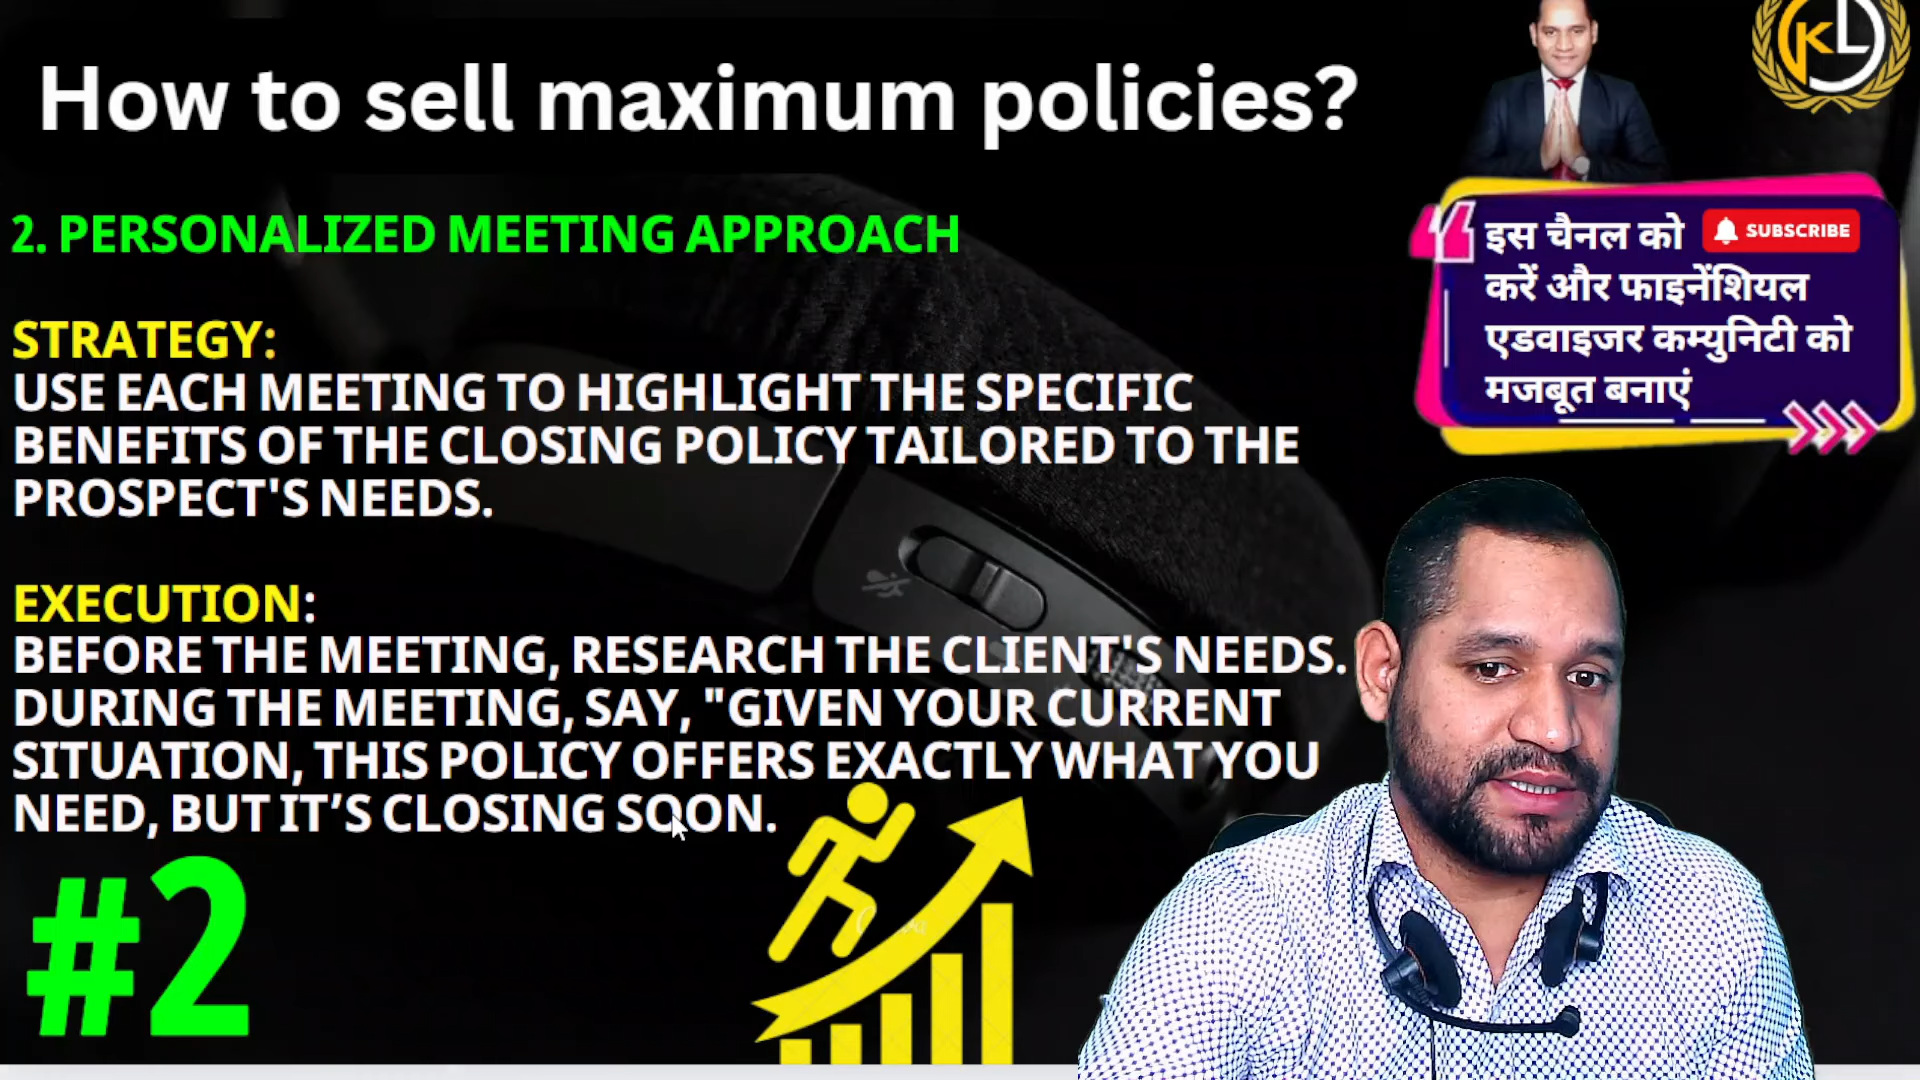 How to sell maximum policies?
KL
2. PERSONALIZED MEETING APPROACH
STRATEGY:
USE EACH MEETING TO HIGHLIGHT THE SPECIFIC
BENEFITS OF THE CLOSING POLICY TAILORED TO THE
PROSPECT'S NEEDS.
EXECUTION:
BEFORE THE MEETING, RESEARCH THE CLIENT'S NEEDS.
DURING THE MEETING, SAY, "GIVEN YOUR CURRENT
SITUATION, THIS POLICY OFFERS EXACTLY WHAT YOU
NEED, BUT IT’S CLOSING SOON.
#2
इस चैनल को SUBSCRIBE
करें और फाइनेंशियल
एडवाइजर कम्युनिटी को
मजबूत बनाएं